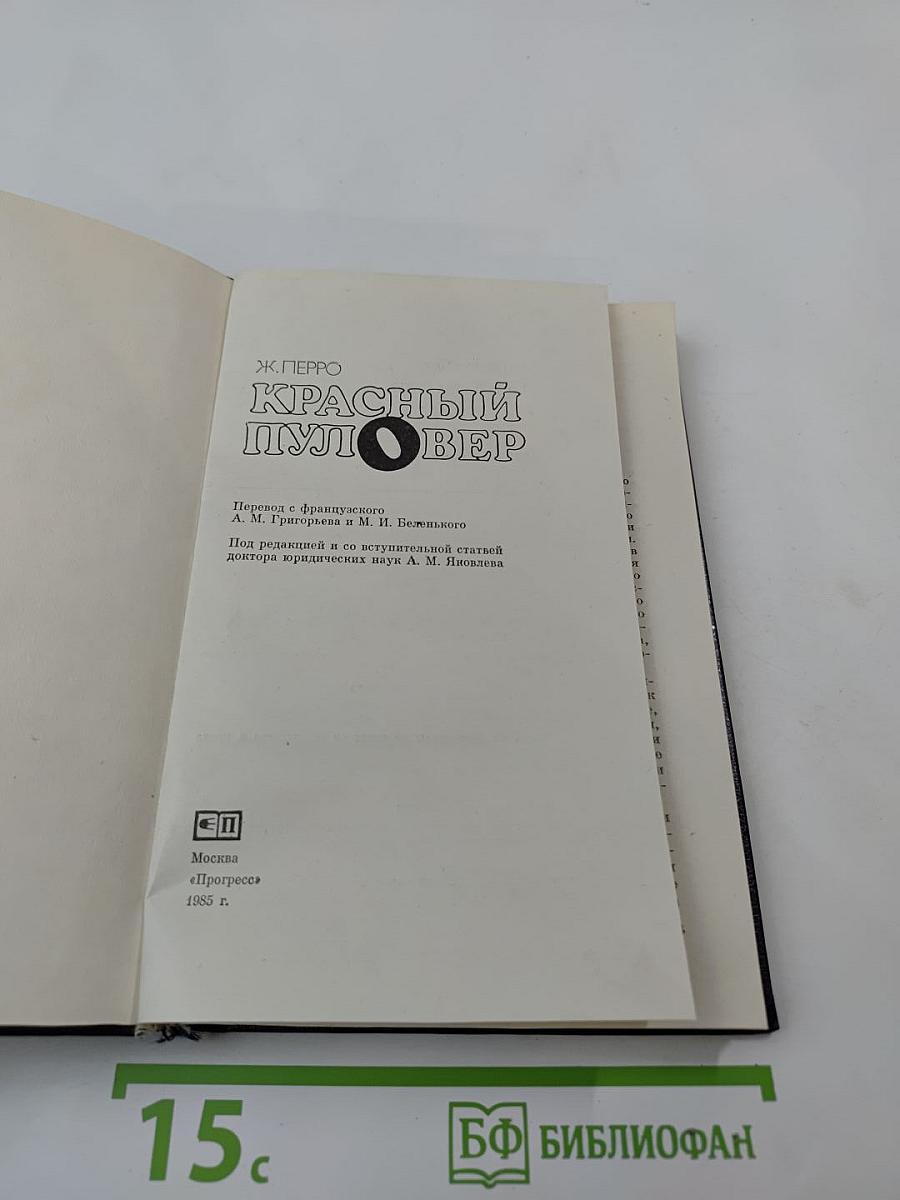 Ж. ПЕРРО
КРАСНЫЙ
ПУЛОВЕР
Перевод с французского
А. М. Григорьева и М. И. Беленького
Под редакцией и со вступительной статьей
доктора юридических наук А. М. Яковлева
П
Москва
«Прогресс»
1985 г.
15 с
БФ БИБЛИОФАН